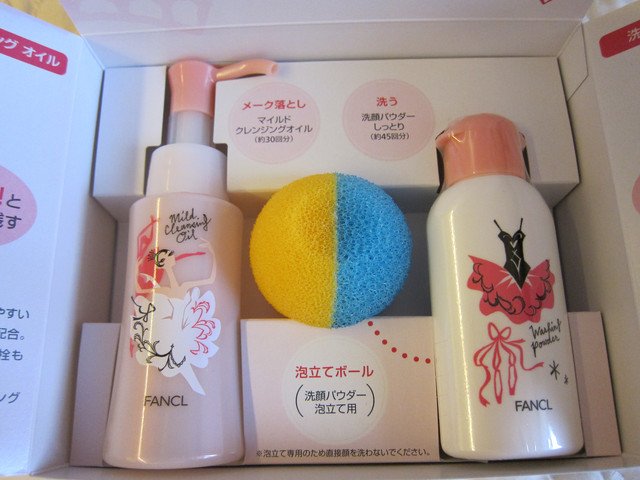 ング オイル
メーク落とし
マイルド
クレンジングオイル
(約30回分)
洗う
洗顔パウダー
しっとり
(約45回分)
洗
!と
残す
やすい
配合。
栓も
ング
Mild
Cleansing
Oil
FANCL
泡立てボール
(洗顔パウダー
泡立て用)
※泡立て専用のため直接顔を洗わないでください。
Washing
powder
FANCL